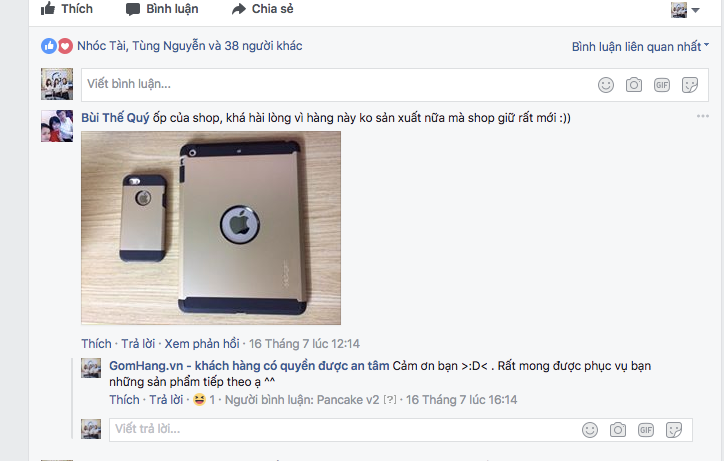 Thích Bình luận Chia sẻ
Nhóc Tài, Tùng Nguyễn và 38 người khác Bình luận liên quan nhất
Viết bình luận... GIF
Bùi Thế Quý ốp của shop, khá hài lòng vì hàng này ko sản xuất nữa mà shop giữ rất mới :))
Thích · Trả lời · Xem phản hồi · 16 Tháng 7 lúc 12:14
GomHang.vn - khách hàng có quyền được an tâm Cảm ơn bạn >:D< . Rất mong được phục vụ bạn
những sản phẩm tiếp theo ạ ^^
Thích · Trả lời · 1 · Người bình luận: Pancake v2 [?] · 16 Tháng 7 lúc 16:14
Viết trả lời... GIF